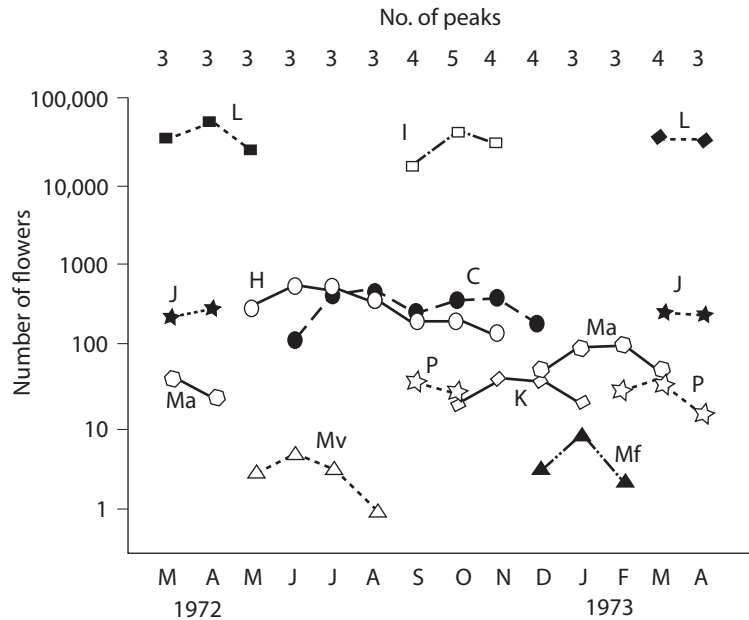 No. of peaks
3 3 3 3 3 3 4 5 4 4 3 3 4 3
100,000
L
I
L
10,000
Number of flowers
1000
H
C
J
J
100
Ma
Ma
P
K
P
10
Mv
Mf
1
M A M J J A S O N D J F M A
1972
1973